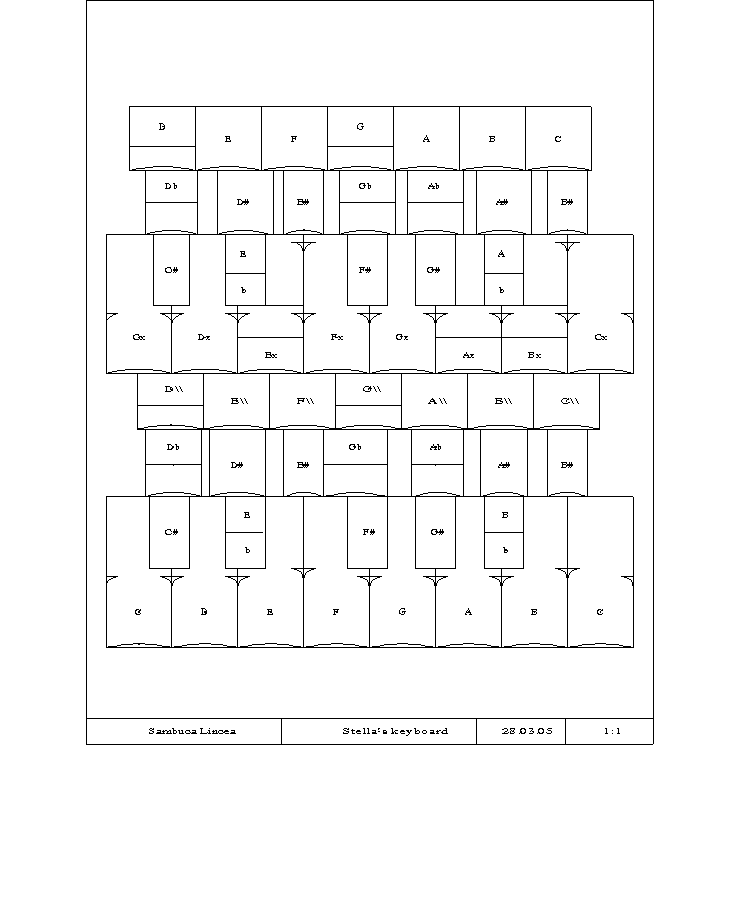 D E F G A B C
Db D# E# Gb Ab A# B#
C# E b F# G# A b
Cx Dx Ex Fx Gx Ax Bx Cx
D\\ E\\ F\\ G\\ A\\ B\\ C\\
Db D# E# Gb Ab A# B#
C# E b F# G# B b
C D E F G A B C
Sambuca Lincea Stella's keyboard 28.03.05 1:1